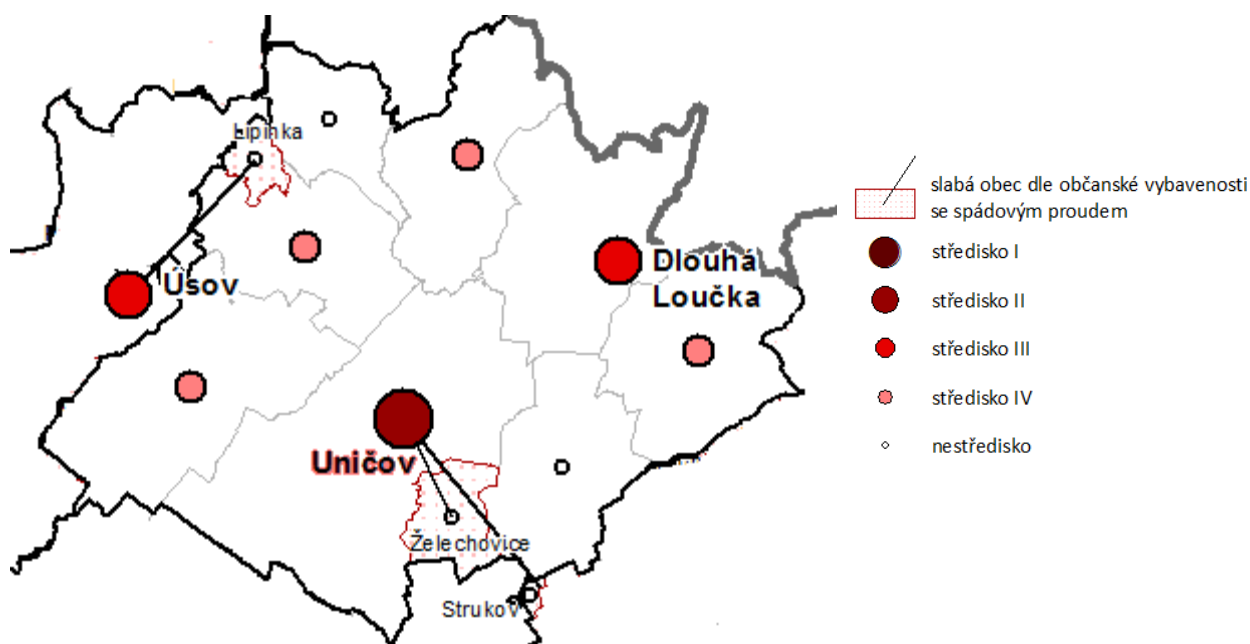 Lipinka
Úsov
Dlouhá
Loučka
Uničov
Želechovice
Strukov
slabá obec dle občanské vybavenosti
se spádovým proudem
středisko I
středisko II
středisko III
středisko IV
nestředisko